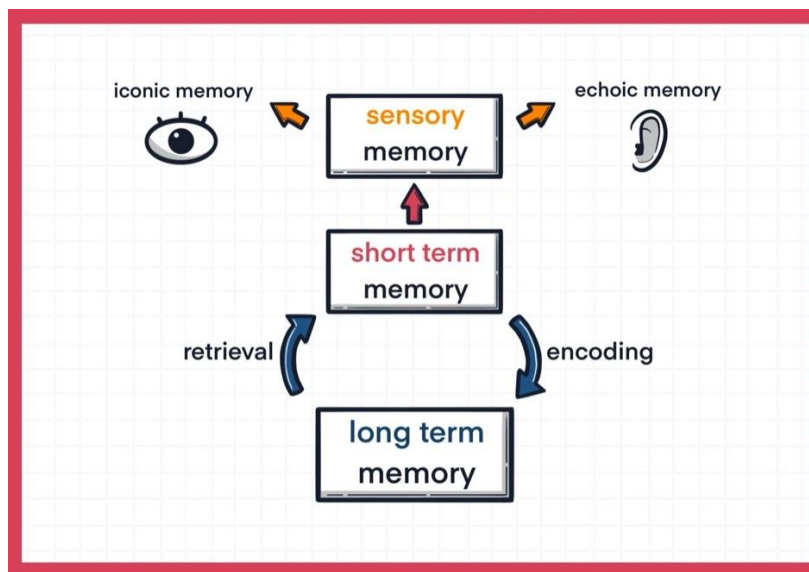 iconic memory
sensory
memory
echoic memory
short term
memory
retrieval
encoding
long term
memory